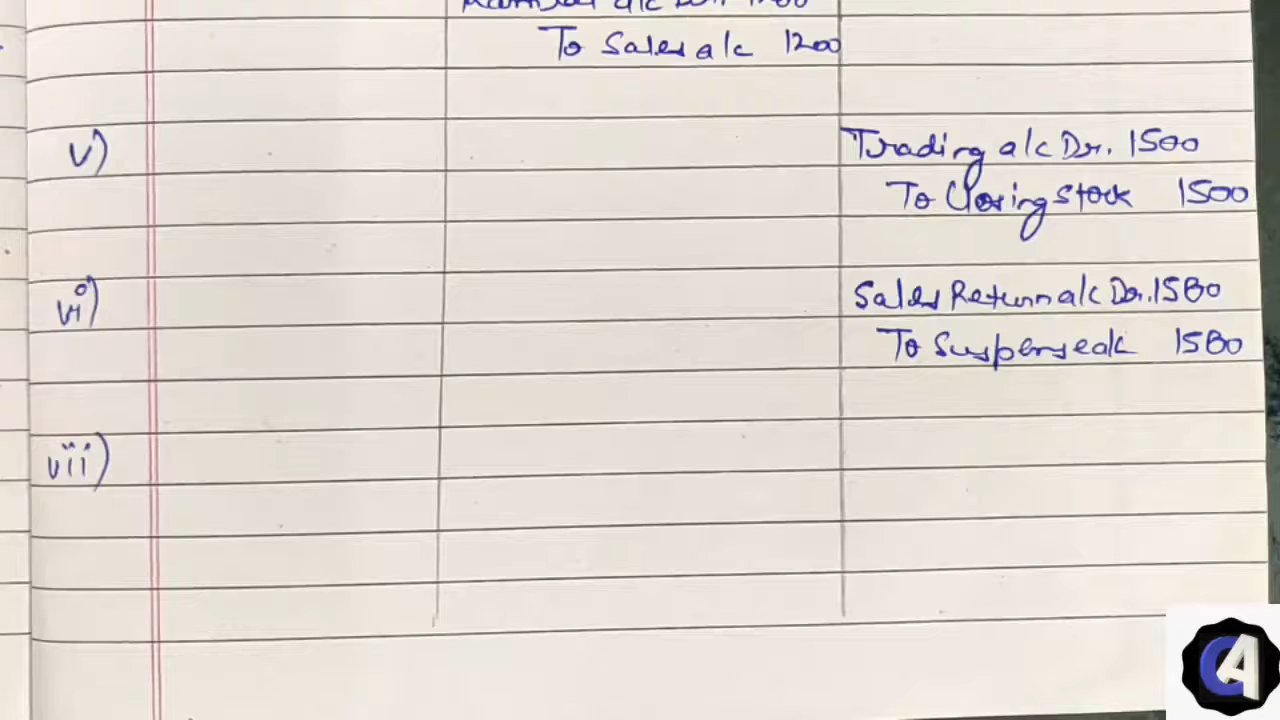 To Sales a/c 1200
v) Trading a/c Dr. 1500
To Closing stock 1500
vi) Sales Return a/c Dr. 1580
To Suspense a/c 1580
vii)
CA